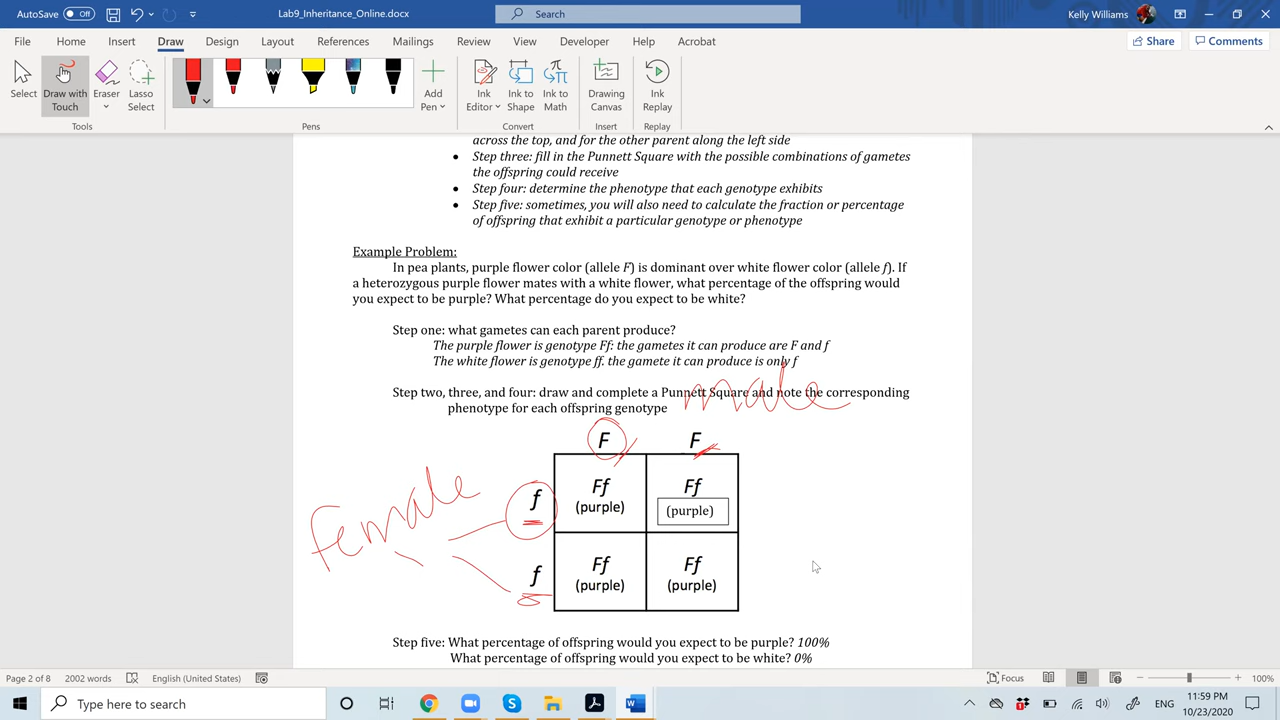 AutoSave Off
Lab9_Inheritance_Online.docx
Search
Kelly Williams
File Home Insert Draw Design Layout References Mailings Review View Developer Help Acrobat
Share Comments
Select
Draw with Touch
Eraser
Lasso Select
Add Pen
Ink Editor
Ink to Shape
Ink to Math
Drawing Canvas
Ink Replay
Tools Pens Convert Insert Replay
across the top, and for the other parent along the left side
• Step three: fill in the Punnett Square with the possible combinations of gametes
the offspring could receive
• Step four: determine the phenotype that each genotype exhibits
• Step five: sometimes, you will also need to calculate the fraction or percentage
of offspring that exhibit a particular genotype or phenotype
Example Problem:
In pea plants, purple flower color (allele F) is dominant over white flower color (allele f). If
a heterozygous purple flower mates with a white flower, what percentage of the offspring would
you expect to be purple? What percentage do you expect to be white?
Step one: what gametes can each parent produce?
The purple flower is genotype Ff: the gametes it can produce are F and f
The white flower is genotype ff. the gamete it can produce is only f
Step two, three, and four: draw and complete a Punnett Square and note the corresponding
phenotype for each offspring genotype
male
F F
Female
f Ff Ff
(purple) (purple)
f Ff Ff
(purple) (purple)
Step five: What percentage of offspring would you expect to be purple? 100%
What percentage of offspring would you expect to be white? 0%
Page 2 of 8 2002 words English (United States) Focus 100%
Type here to search
ENG
11:59 PM
10/23/2020